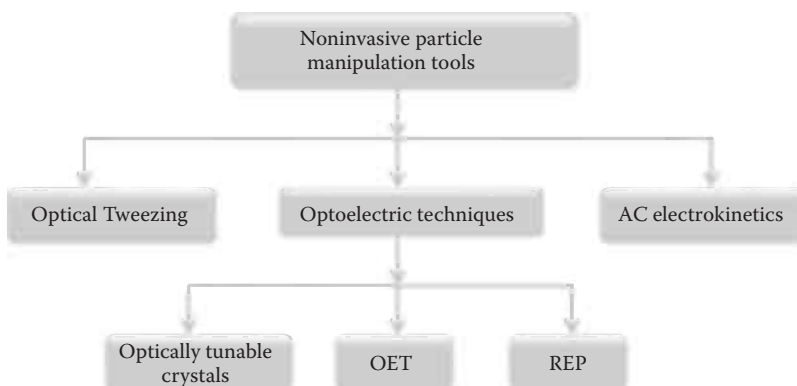 Noninvasive particle
manipulation tools
Optical Tweezing
Optoelectric techniques
AC electrokinetics
Optically tunable
crystals
OET
REP